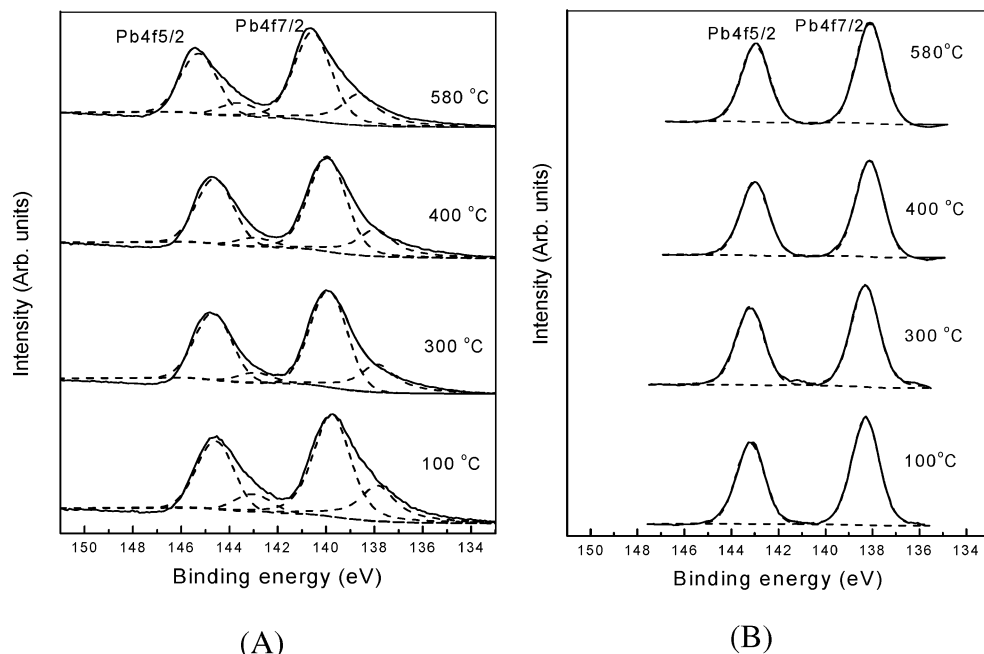 Pb4f5/2
Pb4f7/2
580 °C
400 °C
300 °C
100 °C
Intensity (Arb. units)
150 148 146 144 142 140 138 136 134
Binding energy (eV)
(A)
Pb4f5/2
Pb4f7/2
580°C
400 °C
300 °C
100°C
Intensity (Arb. units)
150 148 146 144 142 140 138 136 134
Binding energy (eV)
(B)